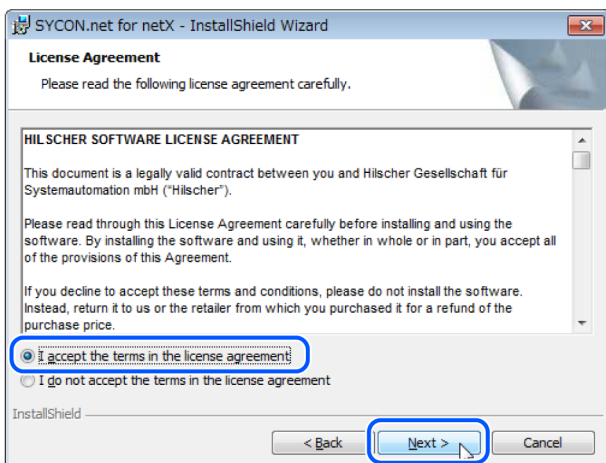 SYCON.net for netX - InstallShield Wizard
License Agreement
Please read the following license agreement carefully.
HILSCHER SOFTWARE LICENSE AGREEMENT
This document is a legally valid contract between you and Hilscher Gesellschaft für
Systemautomation mbH (“Hilscher”).
Please read through this License Agreement carefully before installing and using the
software. By installing the software and using it, whether in whole or in part, you accept all
of the provisions of this Agreement.
If you decline to accept these terms and conditions, please do not install the software.
Instead, return it to us or the retailer from which you purchased it for a refund of the
purchase price.
I accept the terms in the license agreement
I do not accept the terms in the license agreement
InstallShield
< Back
Next >
Cancel